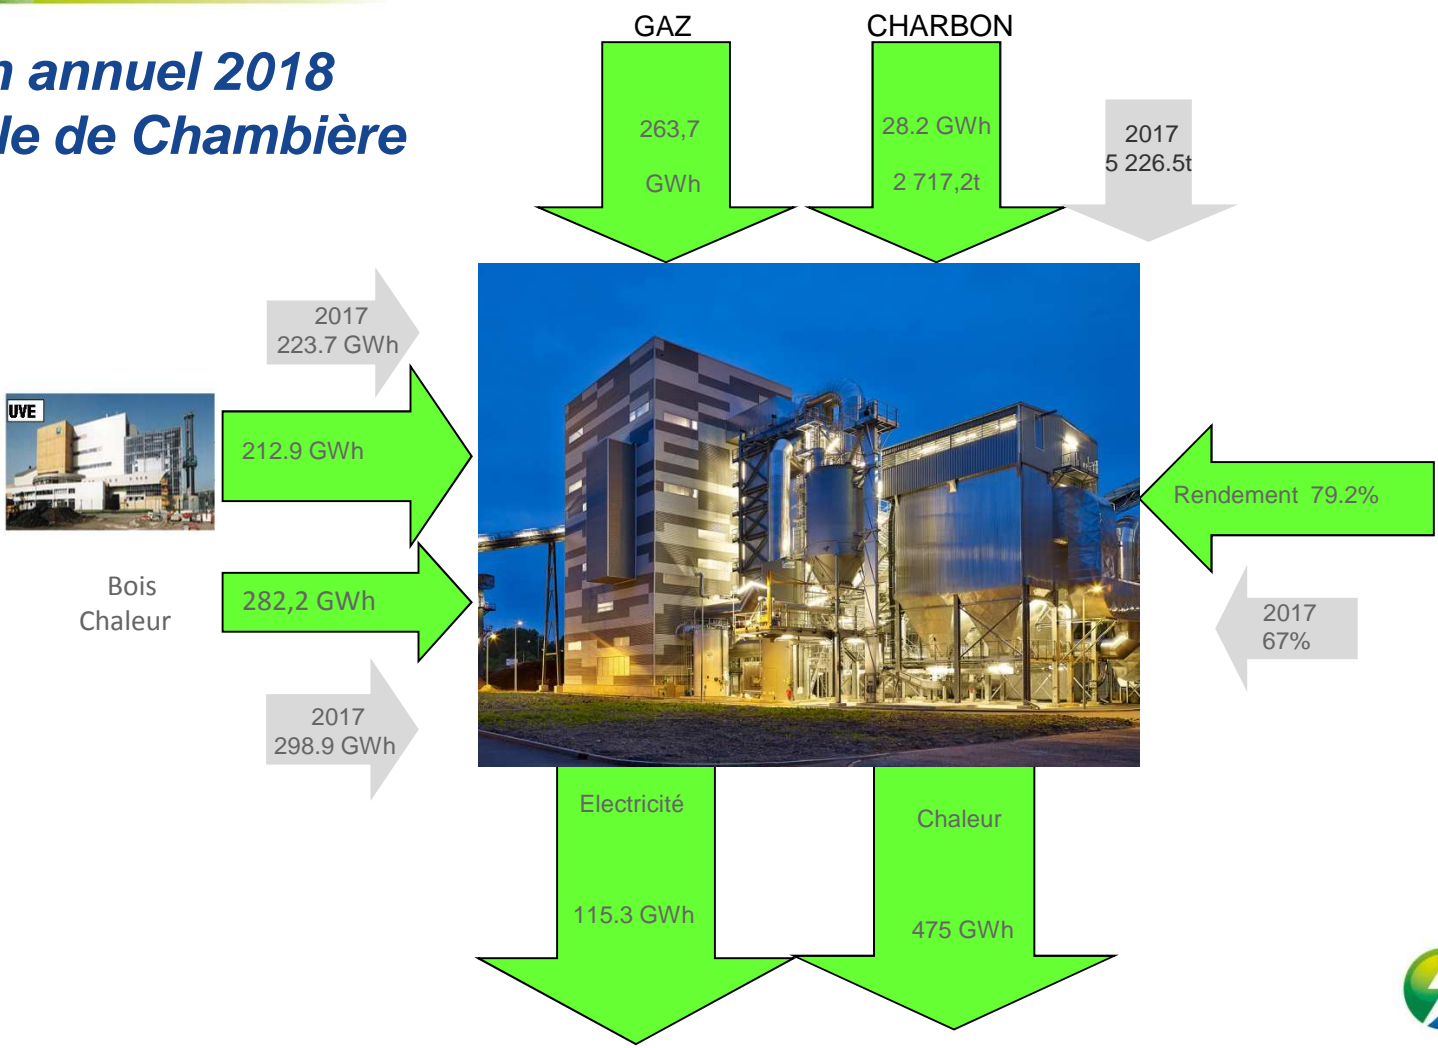 n annuel 2018
le de Chambière
GAZ
CHARBON
263,7
GWh
28.2 GWh
2 717,2t
2017
5 226.5t
2017
223.7 GWh
UVE
212.9 GWh
Rendement 79.2%
Bois
Chaleur
282,2 GWh
2017
67%
2017
298.9 GWh
Electricité
Chaleur
115.3 GWh
475 GWh